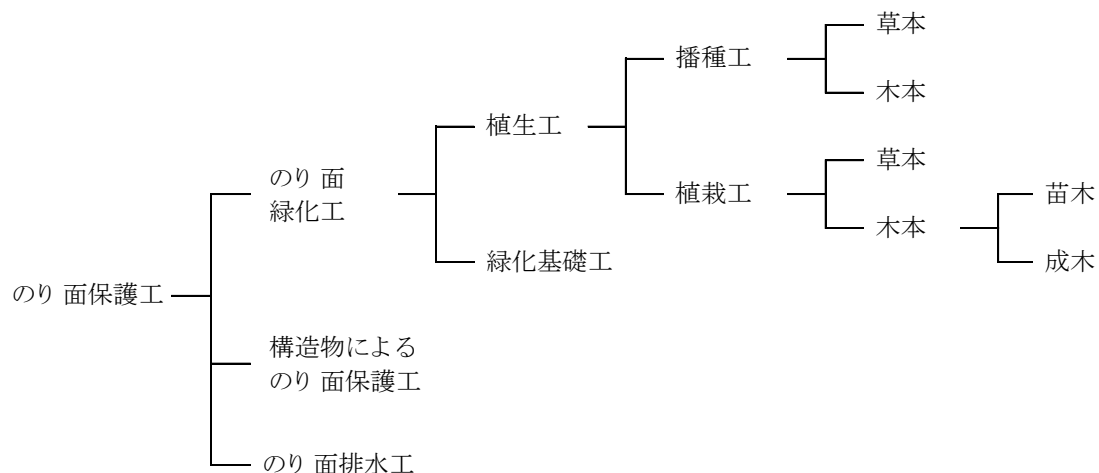 草本
播種工
木本
植生工
草本
のり 面
緑化工
植栽工
苗木
木本
緑化基礎工
成木
のり 面保護工
構造物による
のり 面保護工
のり 面排水工